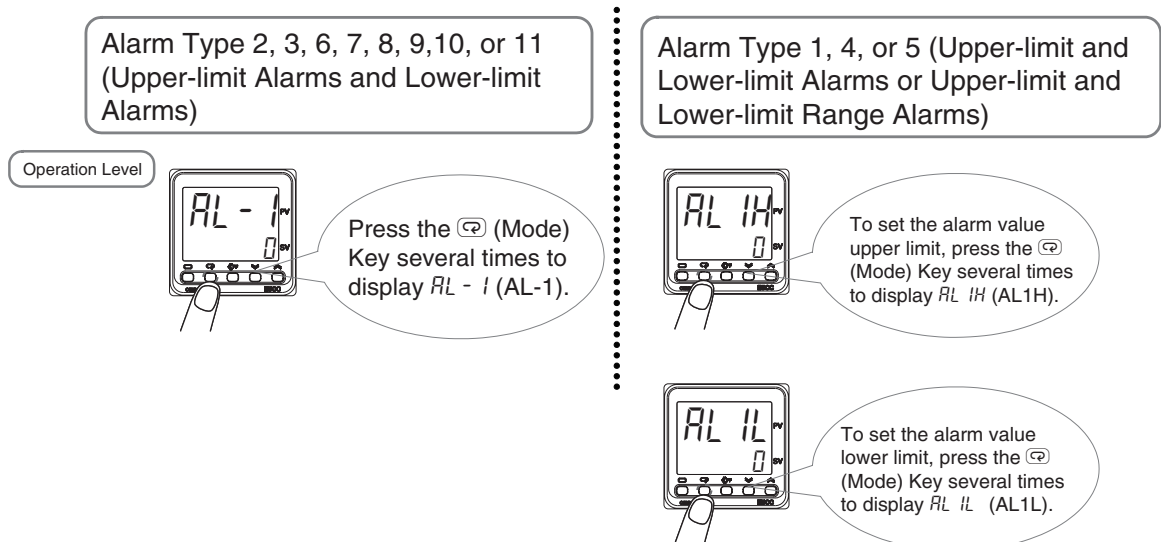 Alarm Type 2, 3, 6, 7, 8, 9,10, or 11
(Upper-limit Alarms and Lower-limit
Alarms)
Operation Level
AL - 1 PV
0 SV
Press the (Mode)
Key several times to
display AL - 1 (AL-1).
Alarm Type 1, 4, or 5 (Upper-limit and
Lower-limit Alarms or Upper-limit and
Lower-limit Range Alarms)
AL 1H PV
0 SV
To set the alarm value
upper limit, press the
(Mode) Key several times
to display AL 1H (AL1H).
AL 1L PV
0 SV
To set the alarm value
lower limit, press the
(Mode) Key several times
to display AL 1L (AL1L).